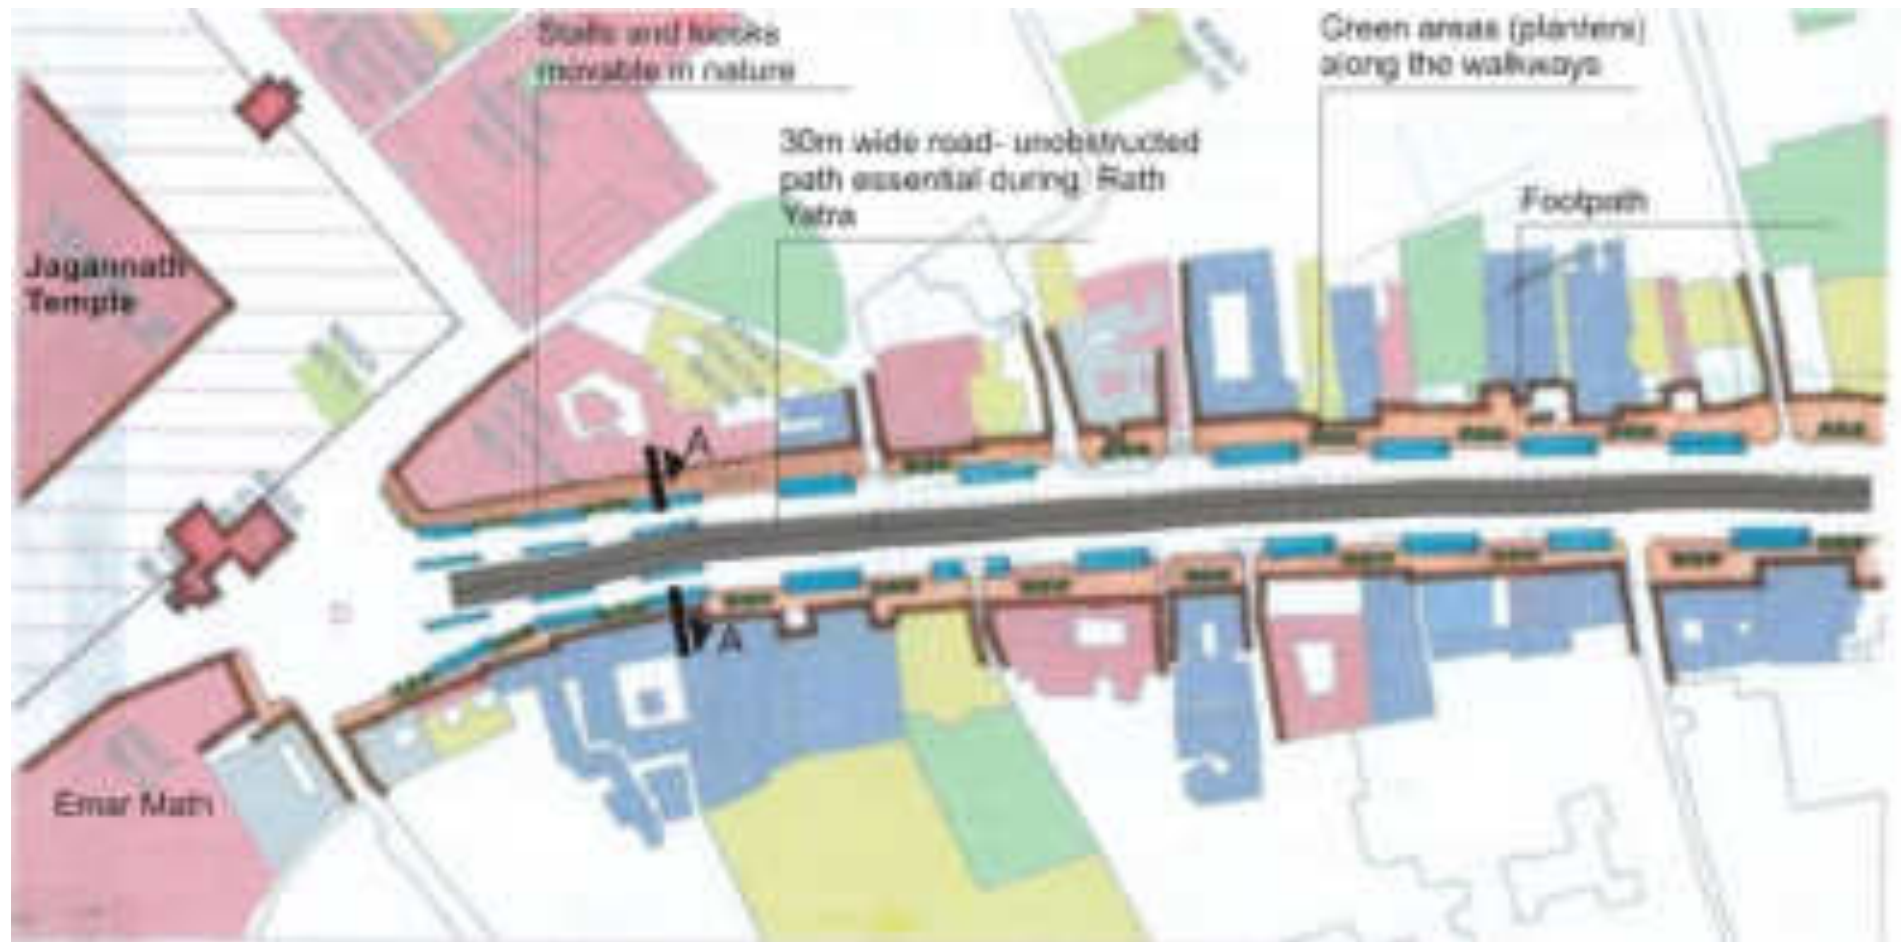 Stalls and kiosks
movable in nature
Green areas (planters)
along the walkways
30m wide road- unobstructed
path essential during Rath
Yatra
Footpath
Jagannath
Temple
A
A
Emar Math